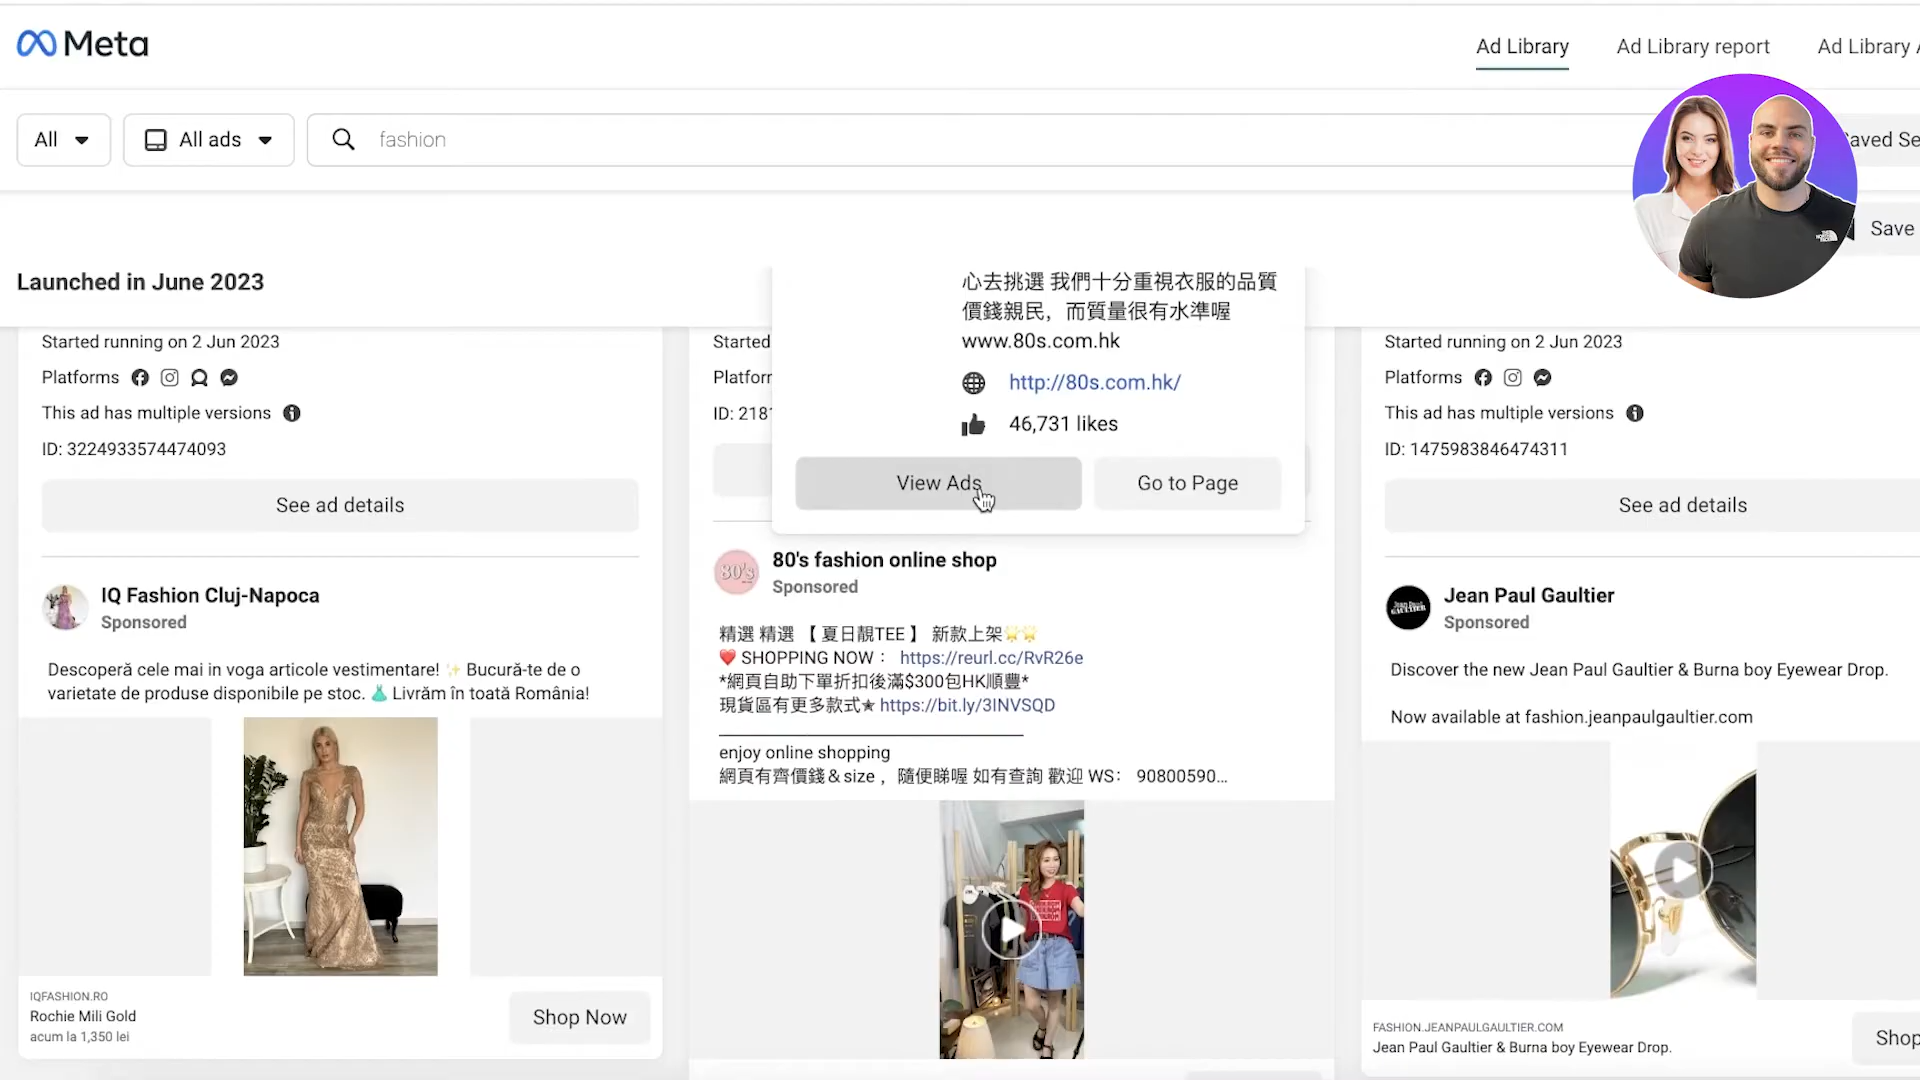 Meta
Ad Library
Ad Library report
Ad Library
All
All ads
fashion
Saved Se
Save
Launched in June 2023
Started running on 2 Jun 2023
Platforms
This ad has multiple versions
ID: 3224933574474093
See ad details
IQ Fashion Cluj-Napoca
Sponsored
Descoperă cele mai in voga articole vestimentare! ✨ Bucură-te de o
varietate de produse disponibile pe stoc. 👗 Livrăm în toată România!
IQFASHION.RO
Rochie Mili Gold
acum la 1,350 lei
Shop Now
心去挑選 我們十分重視衣服的品質
價錢親民，而質量很有水準喔
www.80s.com.hk
http://80s.com.hk/
46,731 likes
View Ads
Go to Page
Started
Platfor
ID: 2181
80's
80's fashion online shop
Sponsored
精選 精選 【 夏日靚TEE 】 新款上架🌟🌟
❤️ SHOPPING NOW： https://reurl.cc/RvR26e
*網頁自助下單折扣後滿$300包HK順豐*
現貨區有更多款式★ https://bit.ly/3INVSQD
enjoy online shopping
網頁有齊價錢＆size ，隨便睇喔 如有查詢 歡迎 WS： 90800590...
Started running on 2 Jun 2023
Platforms
This ad has multiple versions
ID: 1475983846474311
See ad details
Jean Paul GAULTIER
Jean Paul Gaultier
Sponsored
Discover the new Jean Paul Gaultier & Burna boy Eyewear Drop.
Now available at fashion.jeanpaulgaultier.com
FASHION.JEANPAULGAULTIER.COM
Jean Paul Gaultier & Burna boy Eyewear Drop.
Shop